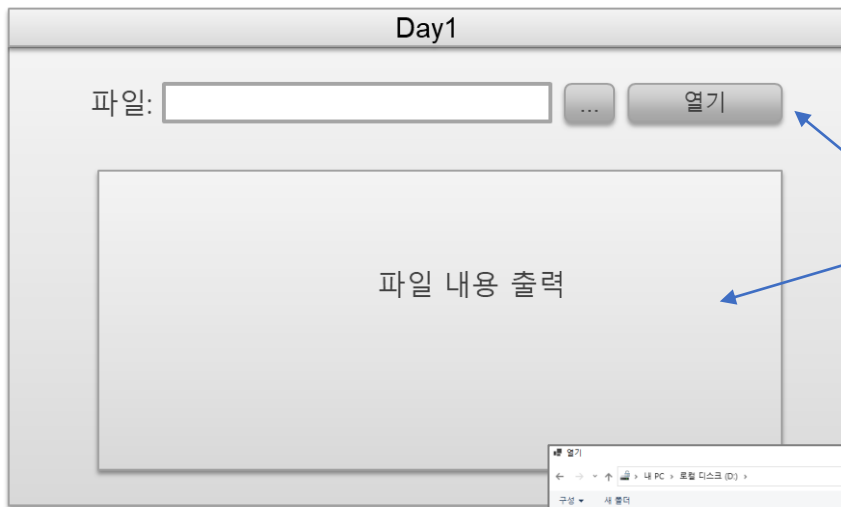 Day1
파일:
...
열기
파일 내용 출력
열기
내 PC > 로컬 디스크 (D:) >
구성 새 폴더